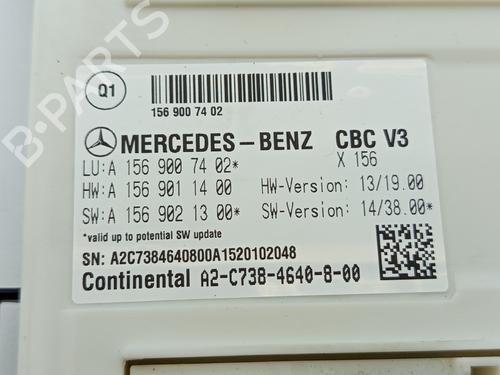 Q1
156 900 74 02
MERCEDES-BENZ CBC V3
X 156
LU:A 156 900 74 02*
HW:A 156 901 14 00 HW-Version: 13/19.00
SW:A 156 902 13 00* SW-Version: 14/38.00*
*valid up to potential SW update
SN: A2C7384640800A1520102048
Continental A2-C738-4640-8-00
B-PARTS